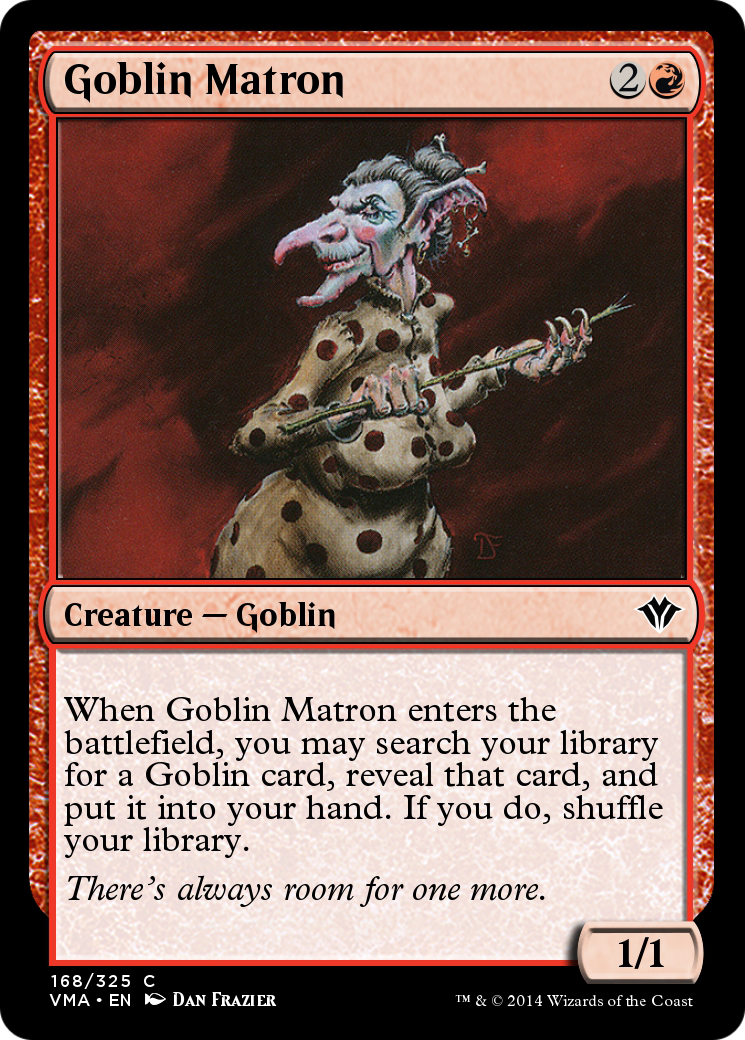 Goblin Matron 2
DF
Creature — Goblin
When Goblin Matron enters the
battlefield, you may search your library
for a Goblin card, reveal that card, and
put it into your hand. If you do, shuffle
your library.
There's always room for one more.
1/1
168/325 C
VMA • EN Dan Frazier
™ & © 2014 Wizards of the Coast